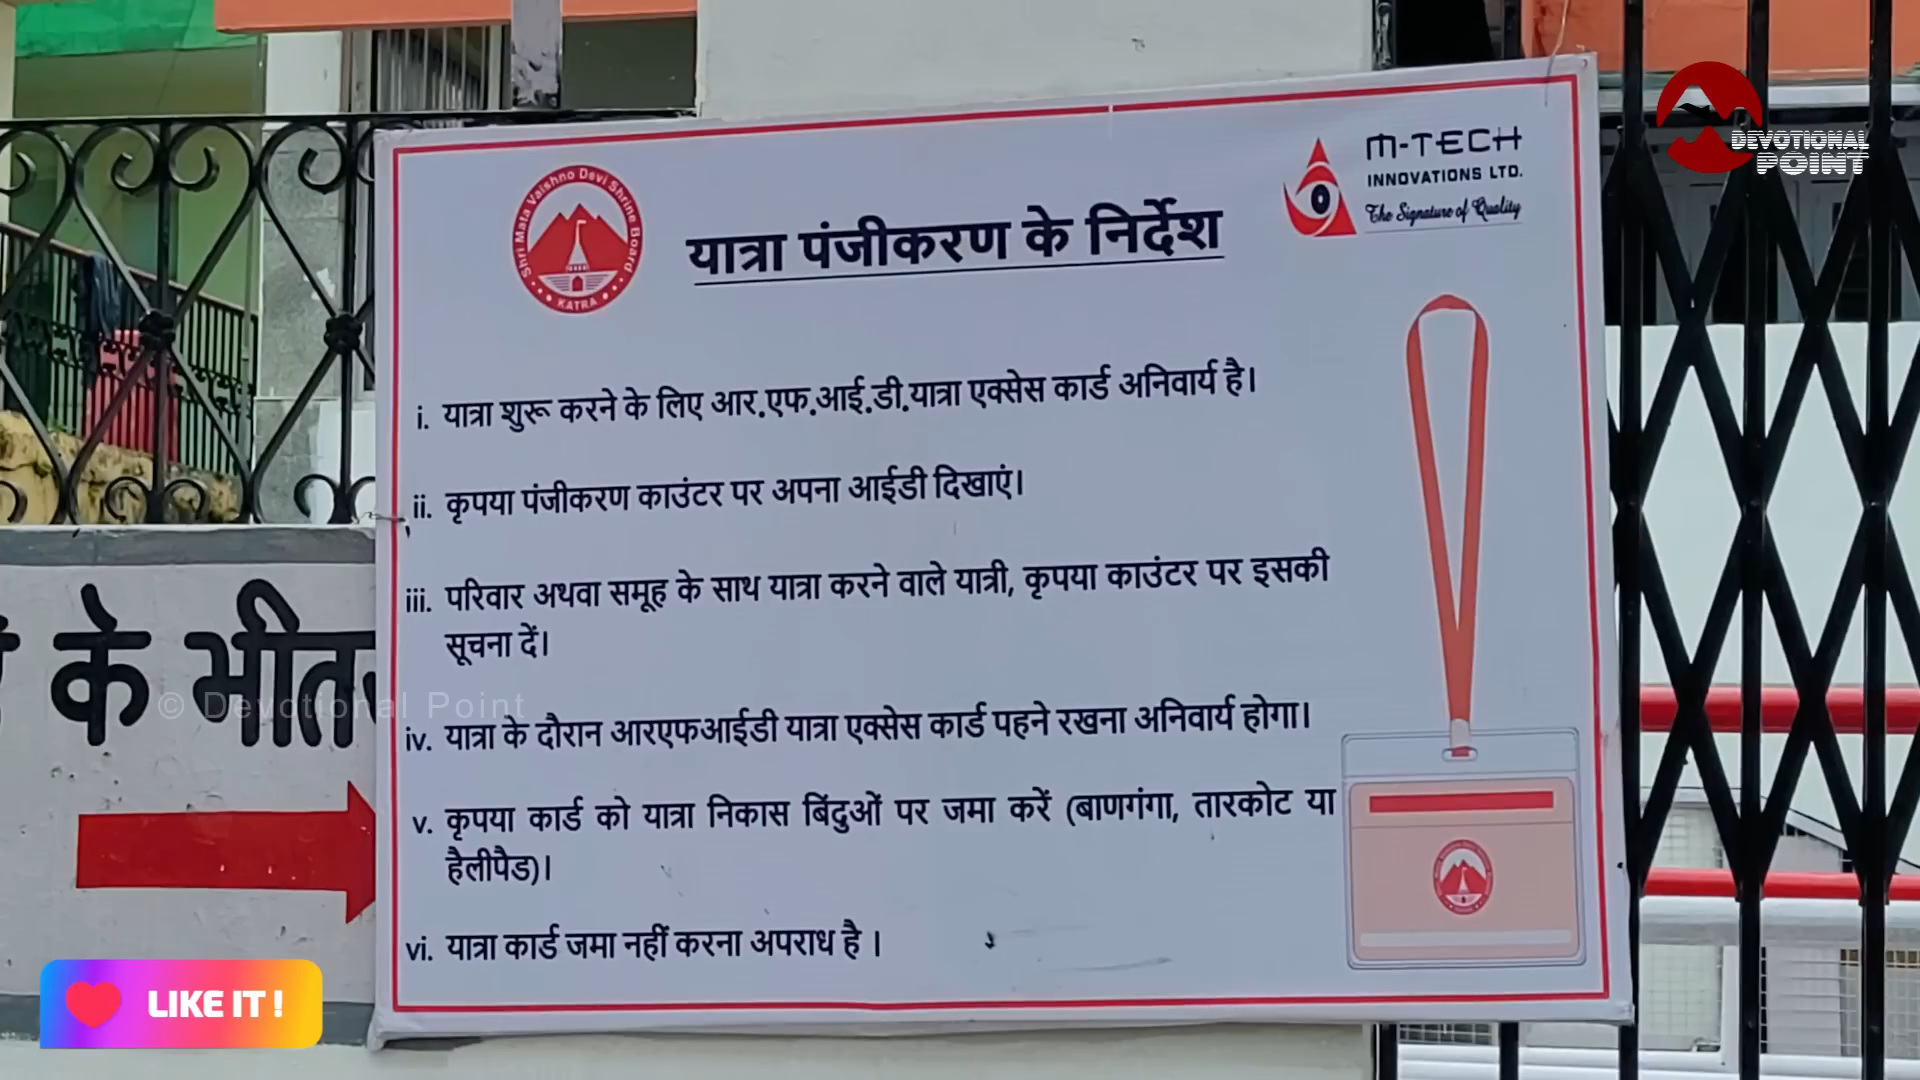 DEVOTIONAL
POINT
Shri Mata Vaishno Devi Shrine Board
KATRA
M-TECH
INNOVATIONS LTD.
The Signature of Quality
यात्रा पंजीकरण के निर्देश
i. यात्रा शुरू करने के लिए आर.एफ.आई.डी.यात्रा एक्सेस कार्ड अनिवार्य है।
ii. कृपया पंजीकरण काउंटर पर अपना आईडी दिखाएं।
iii. परिवार अथवा समूह के साथ यात्रा करने वाले यात्री, कृपया काउंटर पर इसकी
सूचना दें।
iv. यात्रा के दौरान आरएफआईडी यात्रा एक्सेस कार्ड पहने रखना अनिवार्य होगा।
v. कृपया कार्ड को यात्रा निकास बिंदुओं पर जमा करें (बाणगंगा, तारकोट या
हैलीपैड)।
vi. यात्रा कार्ड जमा नहीं करना अपराध है ।
के
© Devotional Point
LIKE IT !